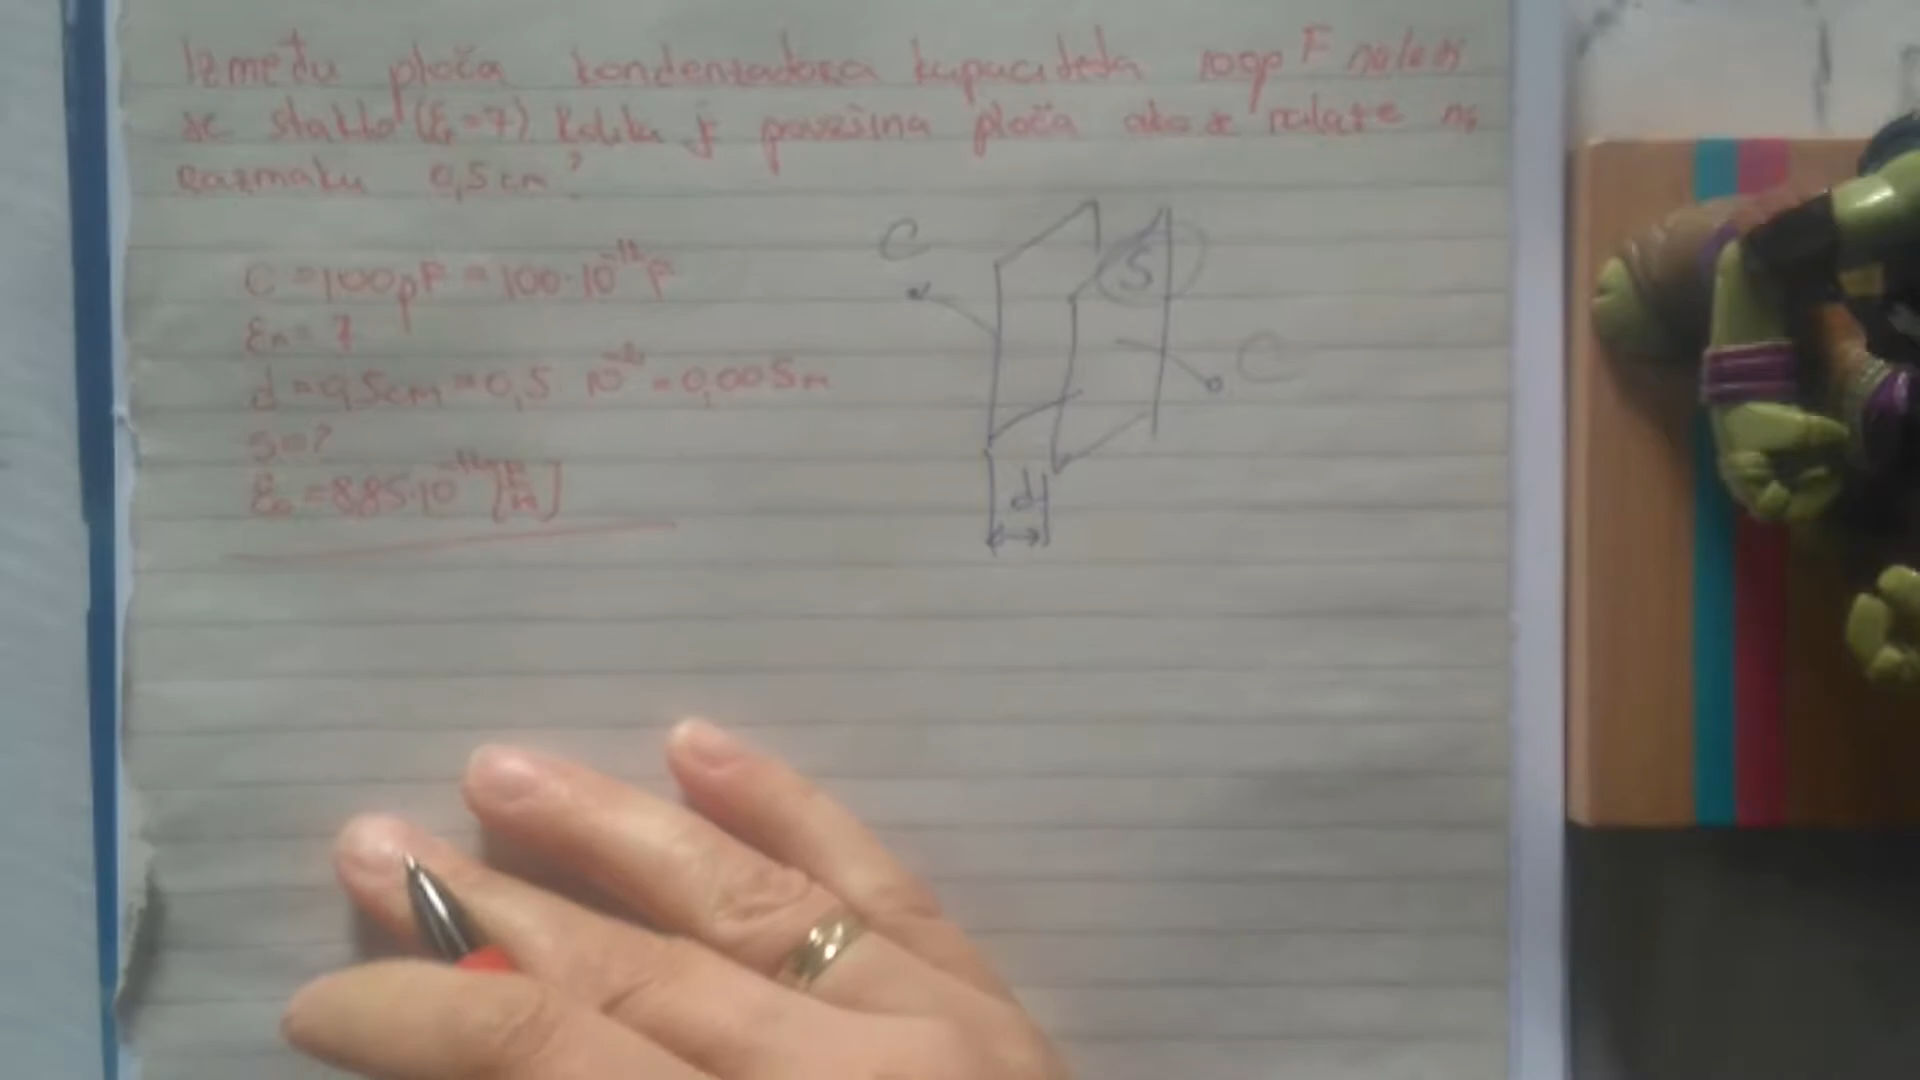 Između ploča kondenzatora kapaciteta 100pF nalazi
se staklo (εr=7) Kolika je površina ploča ako se nalaze na
razmaku 0,5cm?
C = 100pF = 100·10⁻¹² F
εr = 7
d = 0,5cm = 0,5 10⁻² = 0,005m
S = ?
ε₀ = 8,85·10⁻¹² [F/m]
C
S
C
d